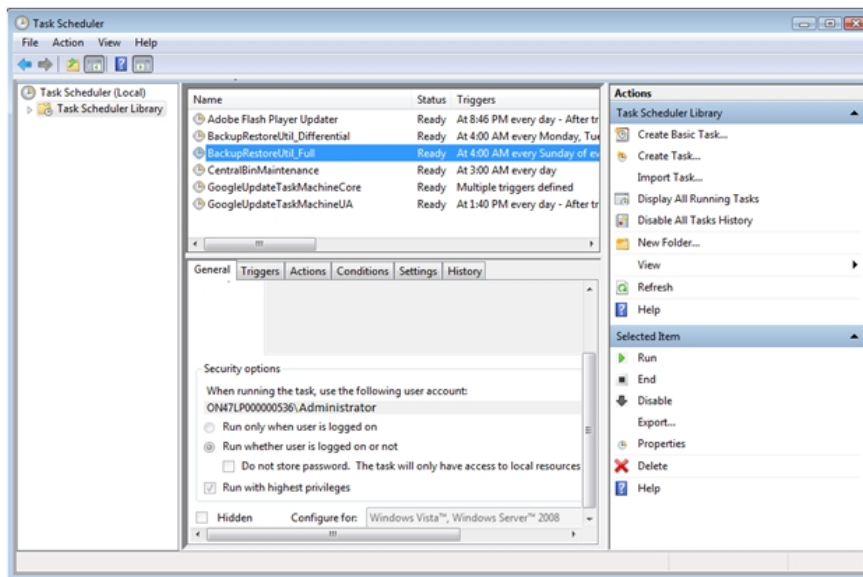 Task Scheduler
File Action View Help
Task Scheduler (Local)
Task Scheduler Library
Name Status Triggers
Adobe Flash Player Updater Ready At 8:46 PM every day - After tr
BackupRestoreUtil_Differential Ready At 4:00 AM every Monday, Tue
BackupRestoreUtil_Full Ready At 4:00 AM every Sunday of ev
CentralBinMaintenance Ready At 3:00 AM every day
GoogleUpdateTaskMachineCore Ready Multiple triggers defined
GoogleUpdateTaskMachineUA Ready At 1:40 PM every day - After tr
General Triggers Actions Conditions Settings History
Security options
When running the task, use the following user account:
ON47LP000000536\Administrator
Run only when user is logged on
Run whether user is logged on or not
Do not store password. The task will only have access to local resources
Run with highest privileges
Hidden Configure for: Windows Vista™, Windows Server™ 2008
Actions
Task Scheduler Library
Create Basic Task...
Create Task...
Import Task...
Display All Running Tasks
Disable All Tasks History
New Folder...
View
Refresh
Help
Selected Item
Run
End
Disable
Export...
Properties
Delete
Help